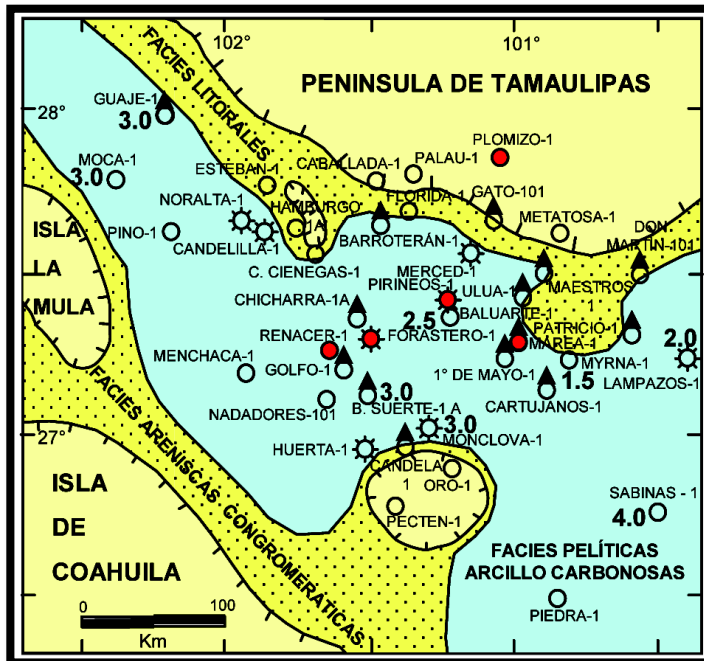 102°
101°
FACIES LITORALES
PENINSULA DE TAMAULIPAS
28°
GUAJE-1
3.0
PLOMIZO-1
MOCA-1
3.0
ESTEBAN-1
CABALLADA-1
PALAU-1
NORALTA-1
HAMBURGO
1A
FLORIDA-1
GATO-101
METATOSA-1
DON
MARTIN-101
ISLA
LA
MULA
PINO-1
CANDELILLA-1
BARROTERÁN-1
C. CIENEGAS-1
MERCED-1
PIRINEOS-1
ULUA-1
MAESTROS
1
CHICHARRA-1A
2.5
BALUARTE-1
RENACER-1
FORASTERO-1
PATRICIO-1
MAREA-1
2.0
MENCHACA-1
GOLFO-1
1° DE MAYO-1
MYRNA-1
LAMPAZOS-1
3.0
1.5
NADADORES-101
B. SUERTE-1 A
CARTUJANOS-1
27°
3.0
HUERTA-1
MONCLOVA-1
CANDELA
1
ORO-1
FACIES ARENISCAS CONGROMERÁTICAS
ISLA
DE
COAHUILA
PECTEN-1
SABINAS - 1
4.0
FACIES PELÍTICAS
ARCILLO CARBONOSAS
PIEDRA-1
0
100
Km